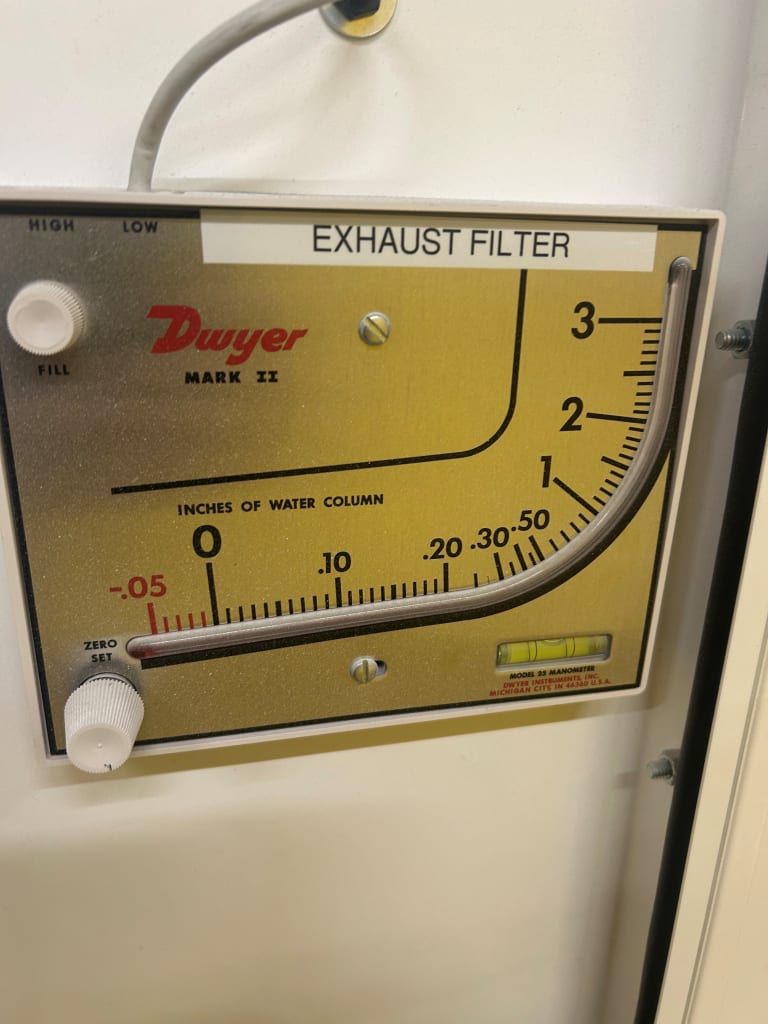 HIGH LOW
EXHAUST FILTER
FILL
Dwyer
MARK II
3
2
1
INCHES OF WATER COLUMN
-.05 0 .10 .20 .30 .50
ZERO
SET
MODEL 25 MANOMETER
DWYER INSTRUMENTS, INC.
MICHIGAN CITY, IN 46360 U.S.A.